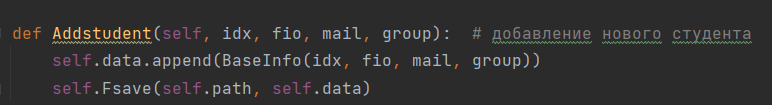 def Addstudent(self, idx, fio, mail, group):  # добавление нового студента
    self.data.append(BaseInfo(idx, fio, mail, group))
    self.Fsave(self.path, self.data)